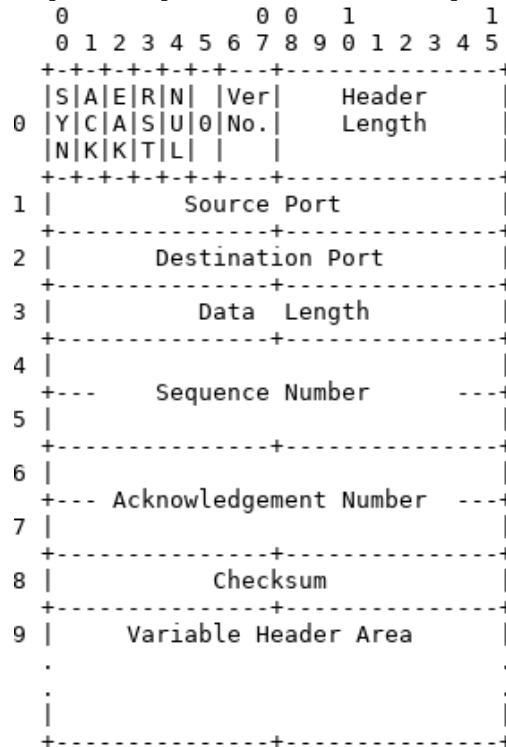 0             0 0   1         1
 0 1 2 3 4 5 6 7 8 9 0 1 2 3 4 5
+-+-+-+-+-+-+---+---------------+
|S|A|E|R|N| |Ver|    Header     |
0 |Y|C|A|S|U|0|No.|    Length     |
|N|K|K|T|L| |   |               |
+-+-+-+-+-+-+---+---------------+
1 |         Source Port           |
+---------------+---------------+
2 |       Destination Port        |
+---------------+---------------+
3 |          Data  Length         |
+---------------+---------------+
4 |                               |
+---    Sequence Number      ---+
5 |                               |
+---------------+---------------+
6 |                               |
+--- Acknowledgement Number  ---+
7 |                               |
+---------------+---------------+
8 |           Checksum            |
+---------------+---------------+
9 |     Variable Header Area      |
.                               .
.                               .
|                               |
+---------------+---------------+